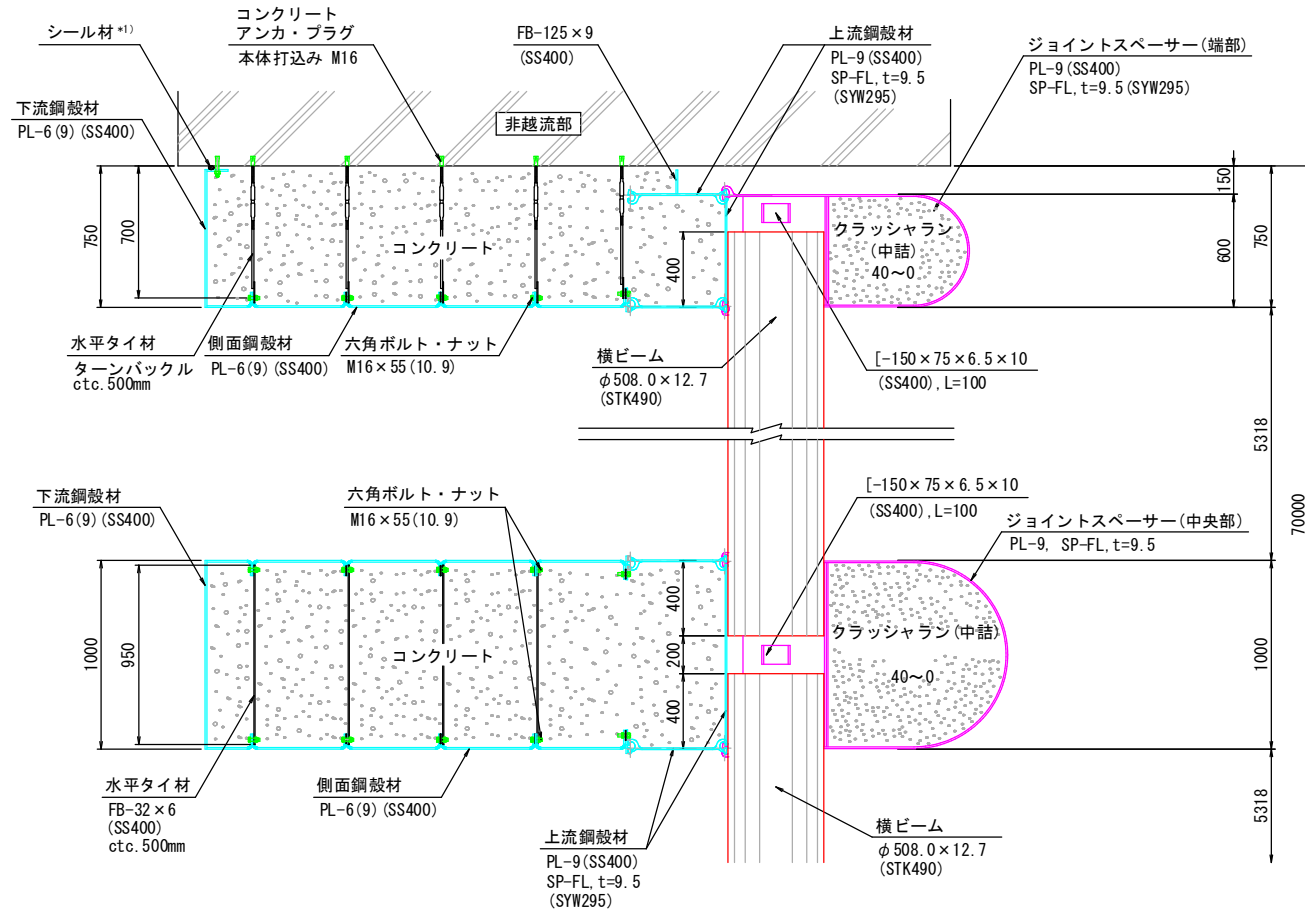 シール材*1)
コンクリート
アンカ・プラグ
本体打込み M16
FB-125×9
(SS400)
上流鋼殻材
PL-9(SS400)
SP-FL,t=9.5
(SYW295)
ジョイントスペーサー(端部)
PL-9(SS400)
SP-FL,t=9.5(SYW295)
下流鋼殻材
PL-6(9)(SS400)
非越流部
750
700
コンクリート
400
クラッシャラン
(中詰)
40～0
150
600
750
水平タイ材
ターンバックル
ctc.500mm
側面鋼殻材
PL-6(9)(SS400)
六角ボルト・ナット
M16×55(10.9)
横ビーム
φ508.0×12.7
(STK490)
[-150×75×6.5×10
(SS400),L=100
5318
70000
下流鋼殻材
PL-6(9)(SS400)
六角ボルト・ナット
M16×55(10.9)
[-150×75×6.5×10
(SS400),L=100
ジョイントスペーサー(中央部)
PL-9, SP-FL,t=9.5
1000
950
コンクリート
400
200
400
クラッシャラン(中詰)
40～0
1000
水平タイ材
FB-32×6
(SS400)
ctc.500mm
側面鋼殻材
PL-6(9)(SS400)
上流鋼殻材
PL-9(SS400)
SP-FL,t=9.5
(SYW295)
横ビーム
φ508.0×12.7
(STK490)
5318